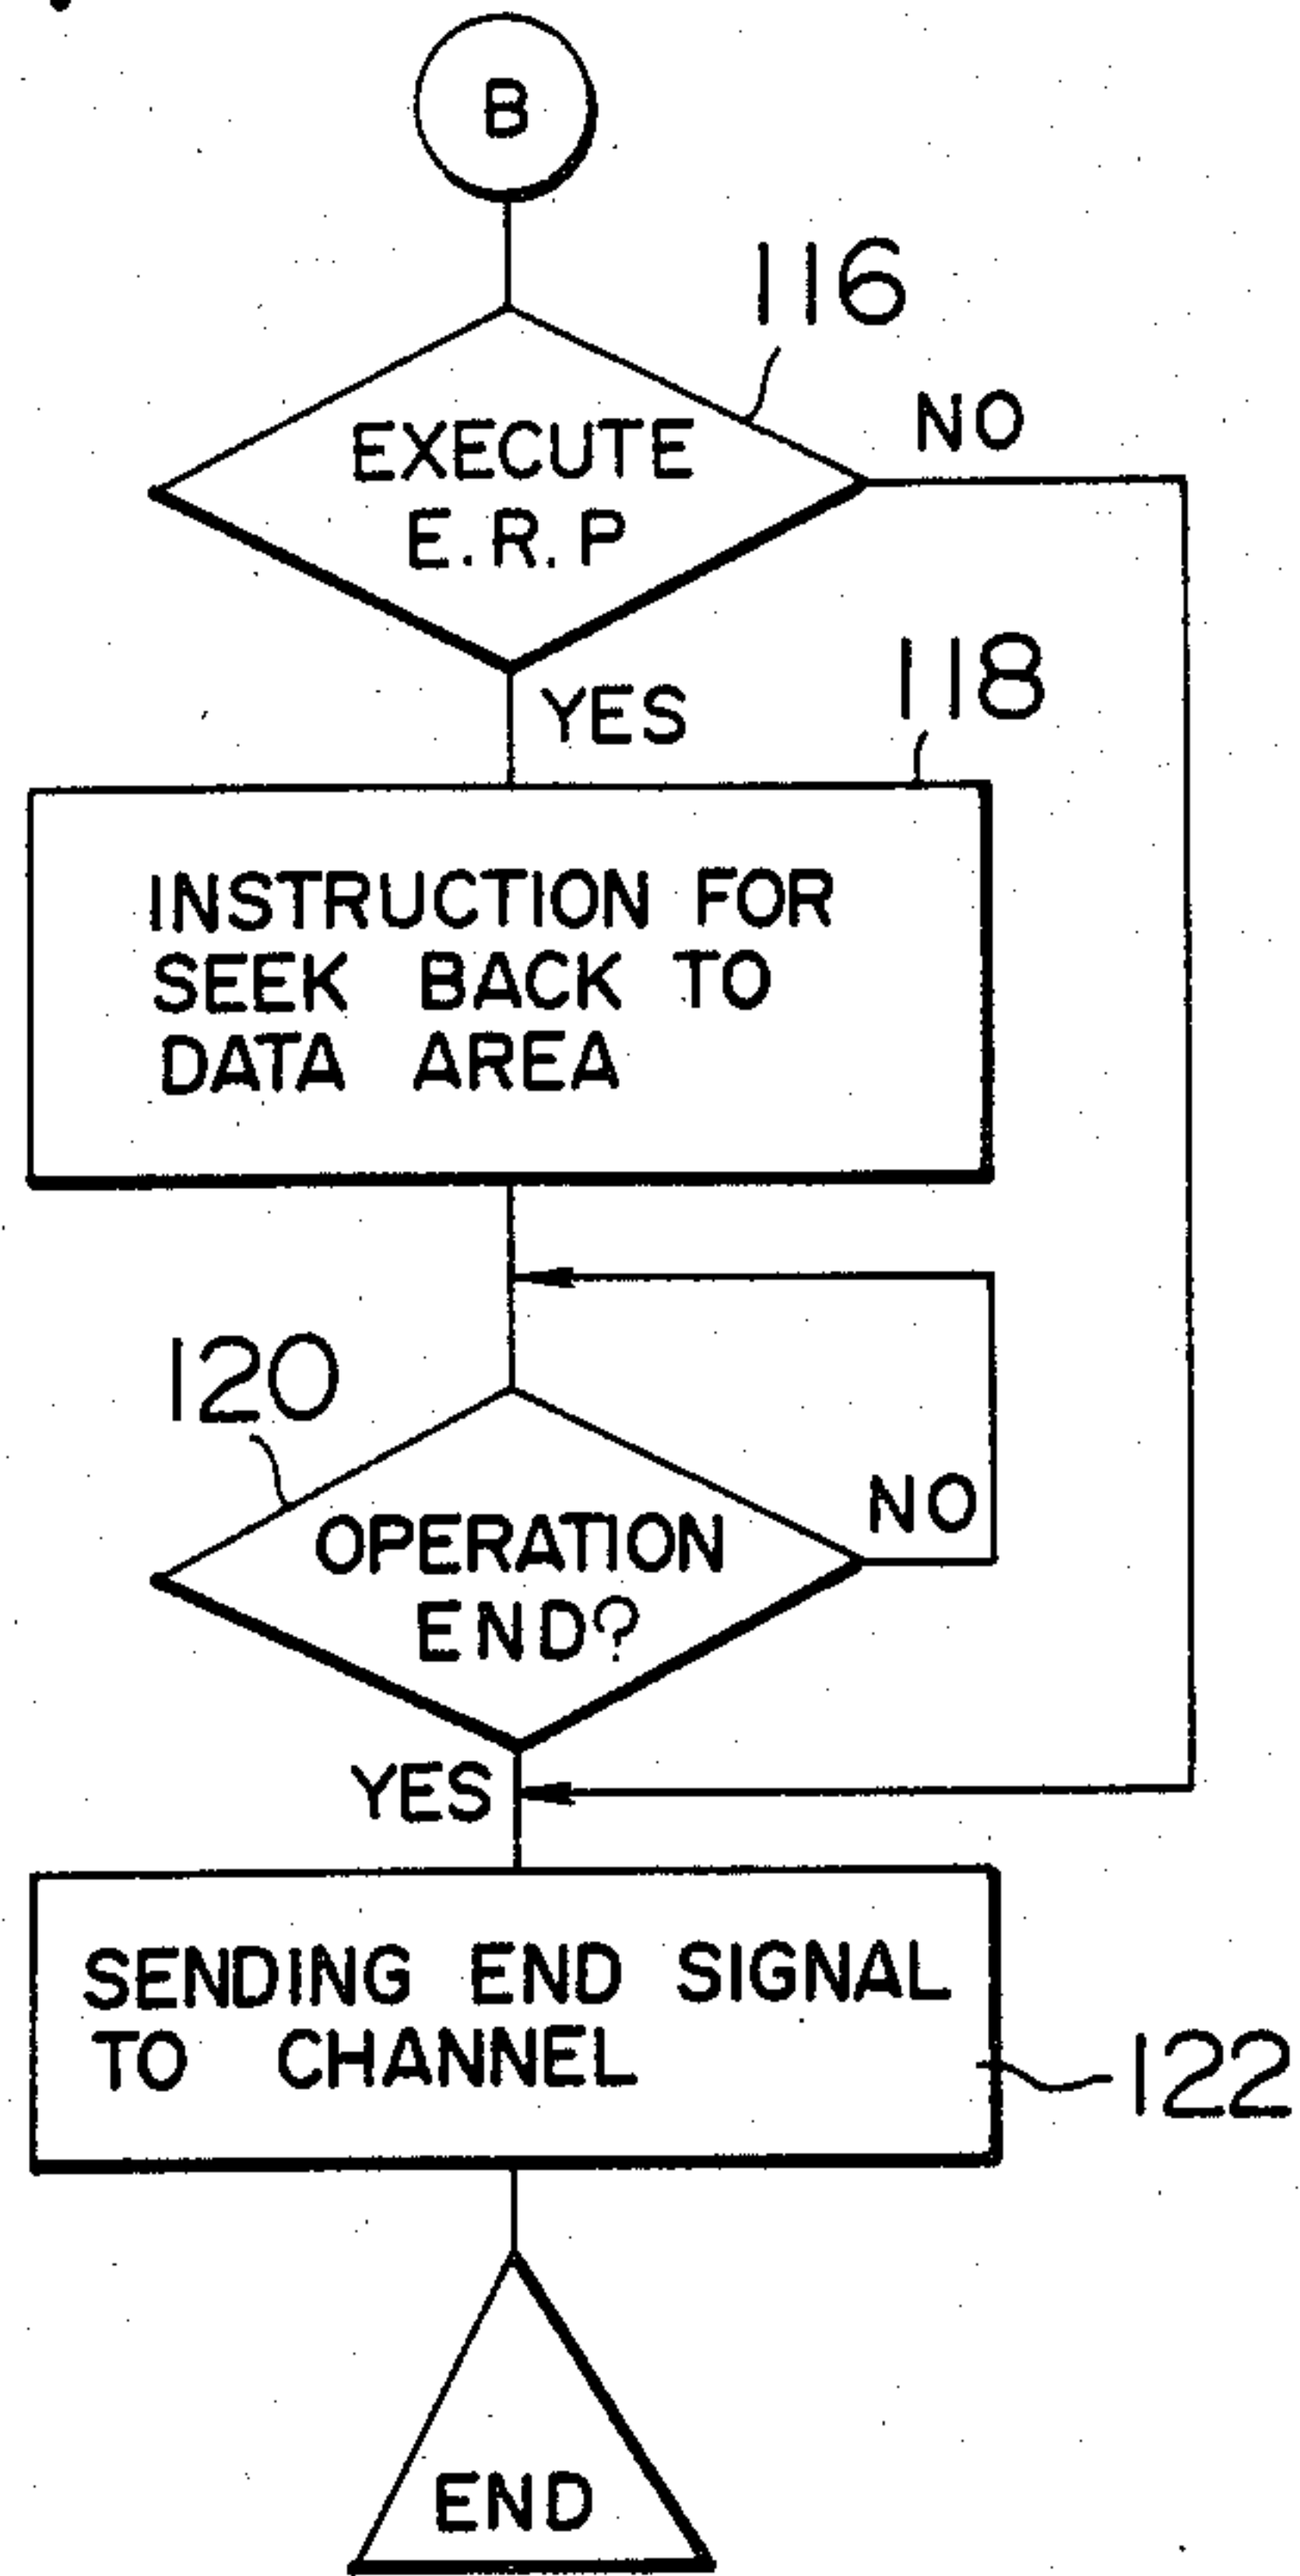 B
116
EXECUTE
E.R.P
NO
YES
118
INSTRUCTION FOR
SEEK BACK TO
DATA AREA
120
OPERATION
END?
NO
YES
SENDING END SIGNAL
TO CHANNEL
122
END